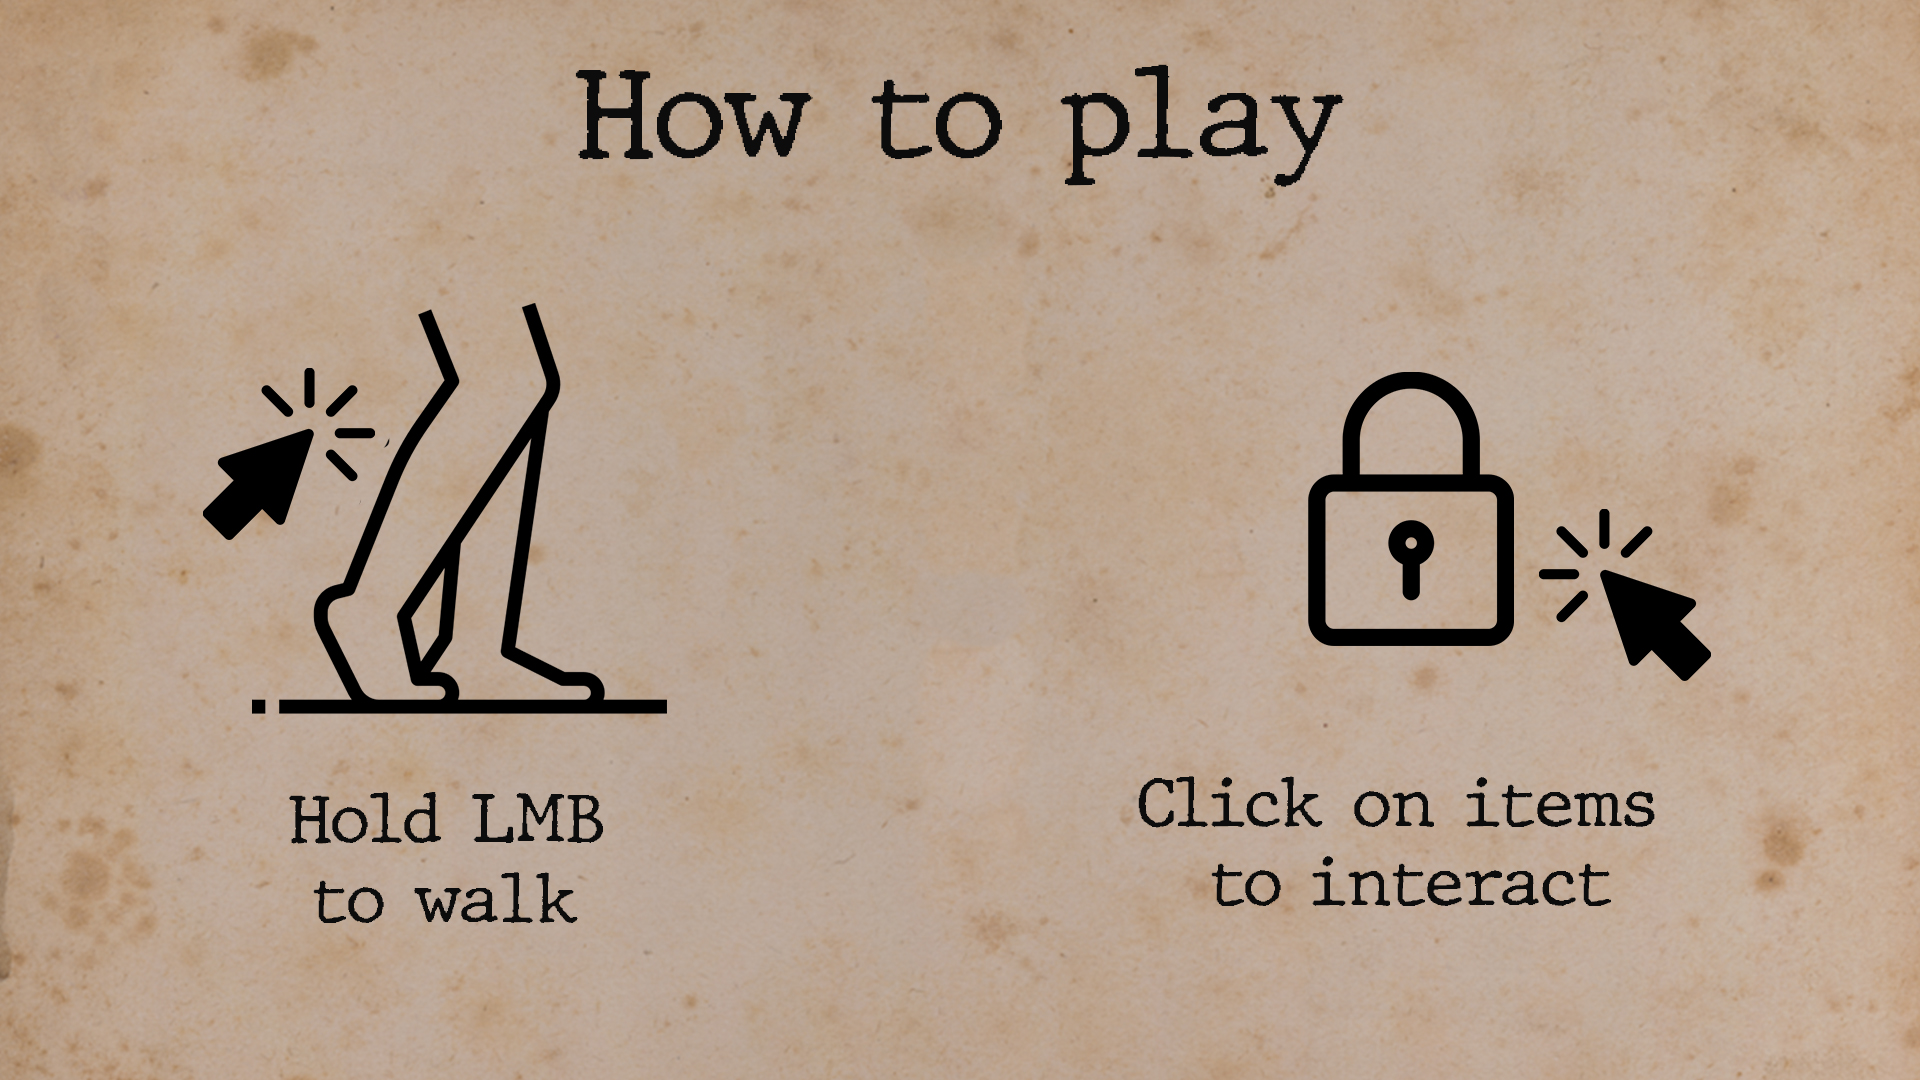 How to play
Hold LMB
to walk
Click on items
to interact